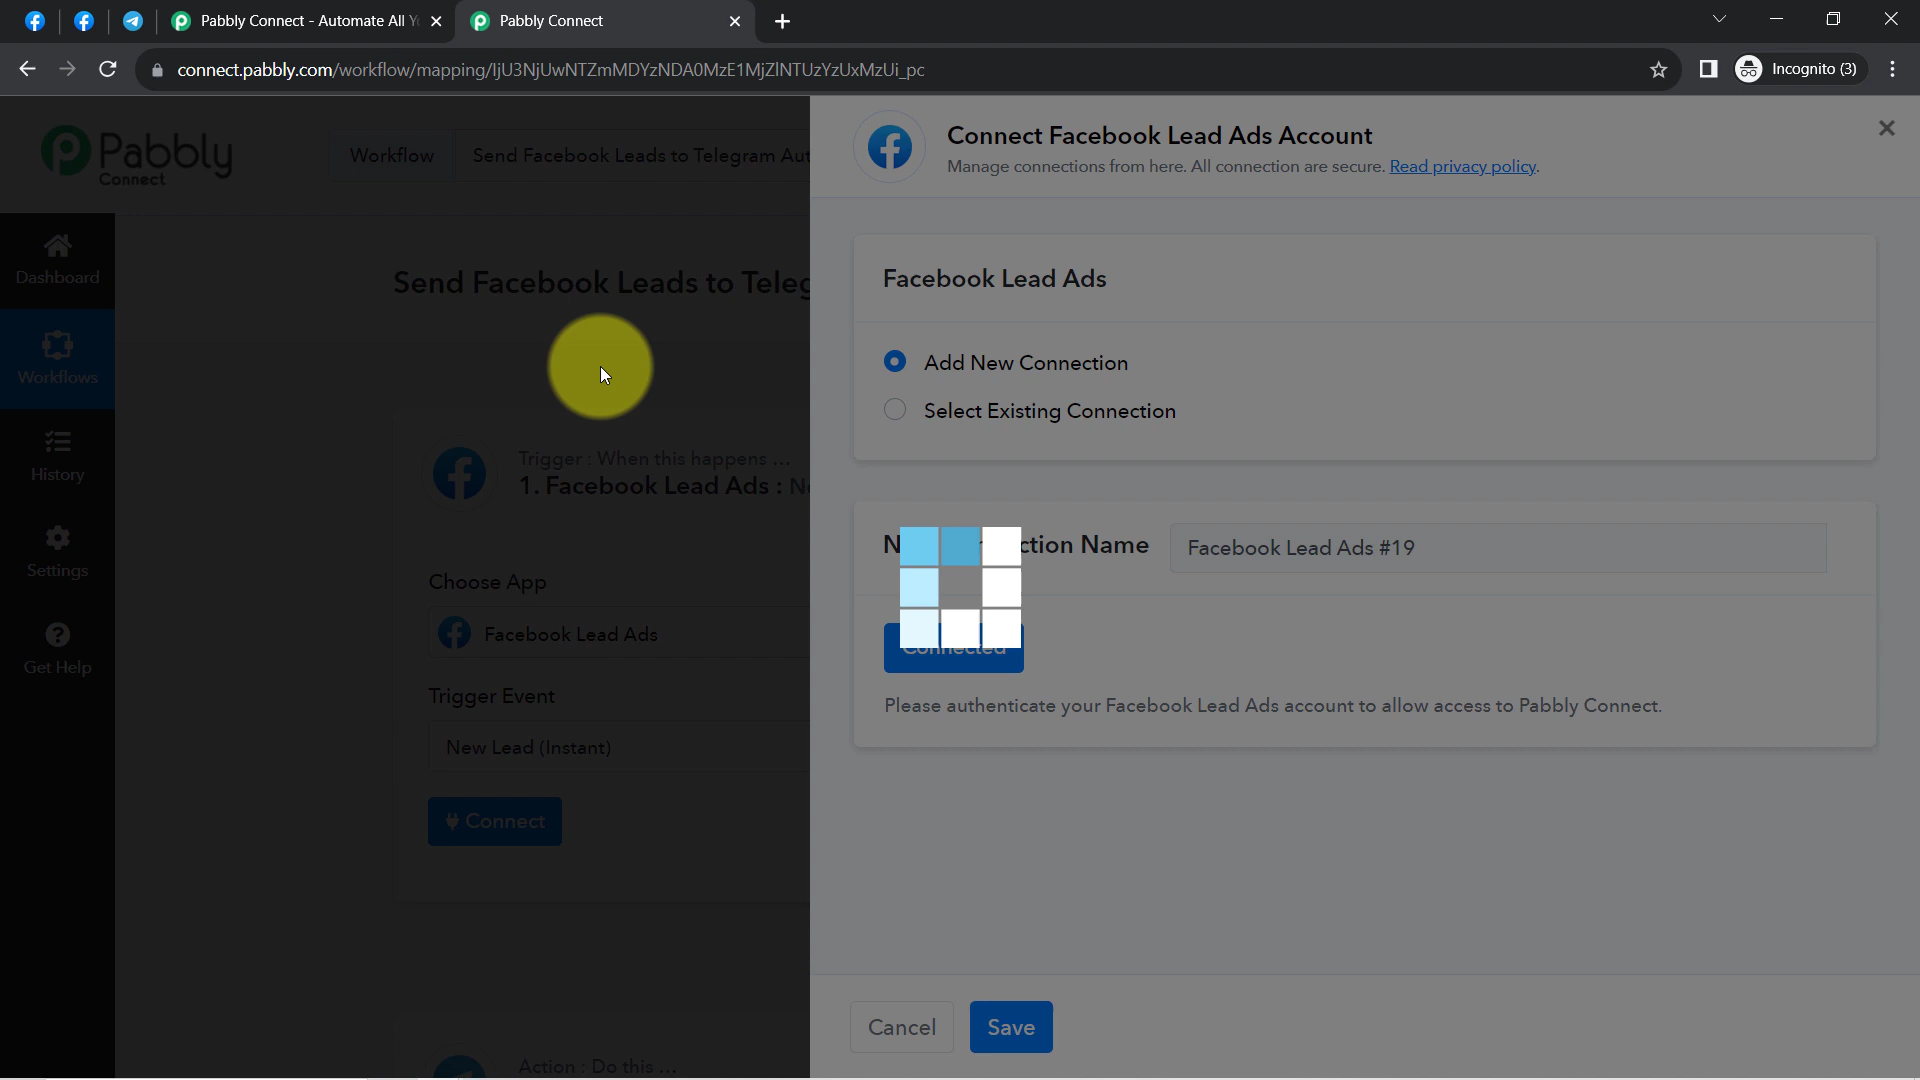 Pabbly Connect - Automate All Y
Pabbly Connect
connect.pabbly.com/workflow/mapping/IjU3NjUwNTZmMDYzNDA0MzE1MjZlNTUzYzUxMzUi_pc
Incognito (3)
Pabbly
Connect
Workflow
Send Facebook Leads to Telegram Aut
Connect Facebook Lead Ads Account
Manage connections from here. All connection are secure. Read privacy policy.
Dashboard
Workflows
History
Settings
Get Help
Send Facebook Leads to Teleg
Trigger : When this happens ...
1. Facebook Lead Ads : Ne
Choose App
Facebook Lead Ads
Trigger Event
New Lead (Instant)
Connect
Action : Do this ...
Facebook Lead Ads
Add New Connection
Select Existing Connection
Facebook Lead Ads #19
Connected
Please authenticate your Facebook Lead Ads account to allow access to Pabbly Connect.
Cancel
Save